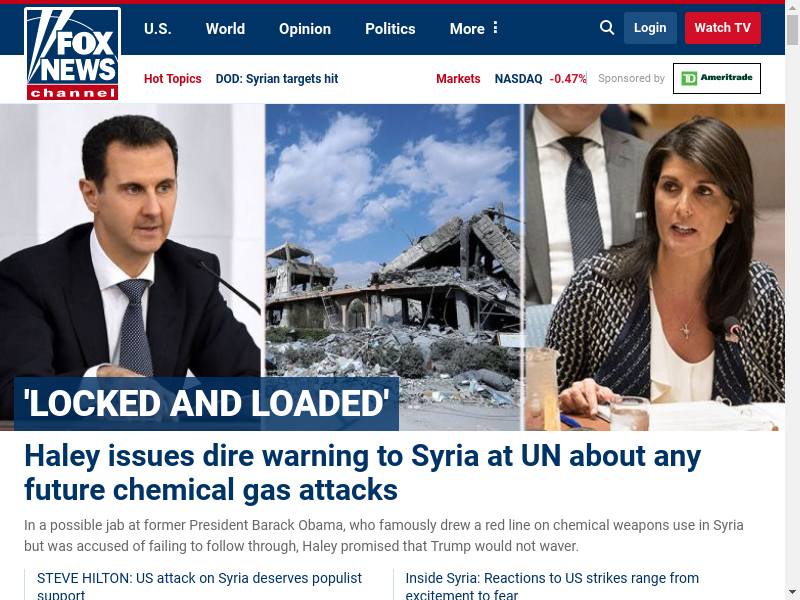 FOX
NEWS
channel
U.S.
World
Opinion
Politics
More
Login
Watch TV
Hot Topics
DOD: Syrian targets hit
Markets
NASDAQ
-0.47%
Sponsored by
TD Ameritrade
'LOCKED AND LOADED'
Haley issues dire warning to Syria at UN about any
future chemical gas attacks
In a possible jab at former President Barack Obama, who famously drew a red line on chemical weapons use in Syria
but was accused of failing to follow through, Haley promised that Trump would not waver.
STEVE HILTON: US attack on Syria deserves populist
support
Inside Syria: Reactions to US strikes range from
excitement to fear